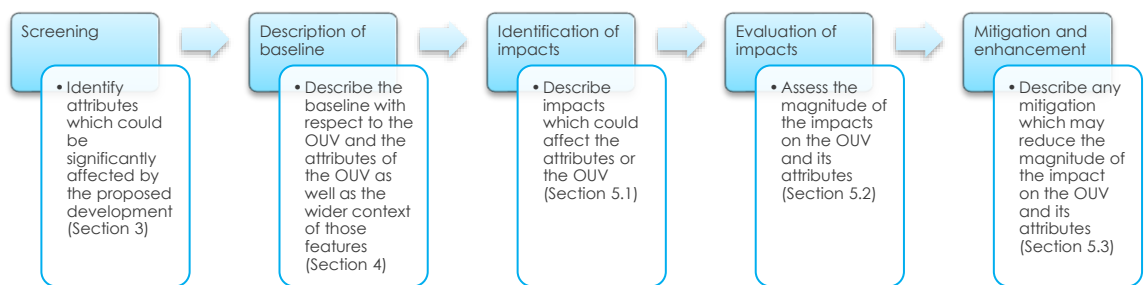 Screening
• Identify
attributes
which could
be
significantly
affected by
the proposed
development
(Section 3)
Description of
baseline
• Describe the
baseline with
respect to the
OUV and the
attributes of
the OUV as
well as the
wider context
of those
features
(Section 4)
Identification of
impacts
• Describe
impacts
which could
affect the
attributes or
the OUV
(Section 5.1)
Evaluation of
impacts
• Assess the
magnitude of
the impacts
on the OUV
and its
attributes
(Section 5.2)
Mitigation and
enhancement
• Describe any
mitigation
which may
reduce the
magnitude of
the impact
on the OUV
and its
attributes
(Section 5.3)